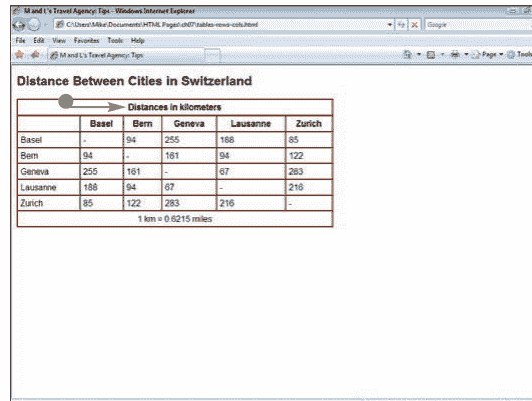 M and L's Travel Agency: Tips - Windows Internet Explorer
C:\Users\Mike\Documents\HTML Pages\ch07\tables-rows-cols.html
Google
File Edit View Favorites Tools Help
M and L's Travel Agency: Tips
Page Tools
Distance Between Cities in Switzerland
Distances in kilometers
Basel Bern Geneva Lausanne Zurich
Basel - 94 255 188 85
Bern 94 - 161 94 122
Geneva 255 161 - 67 283
Lausanne 188 94 67 - 216
Zurich 85 122 283 216 -
1 km = 0.6215 miles